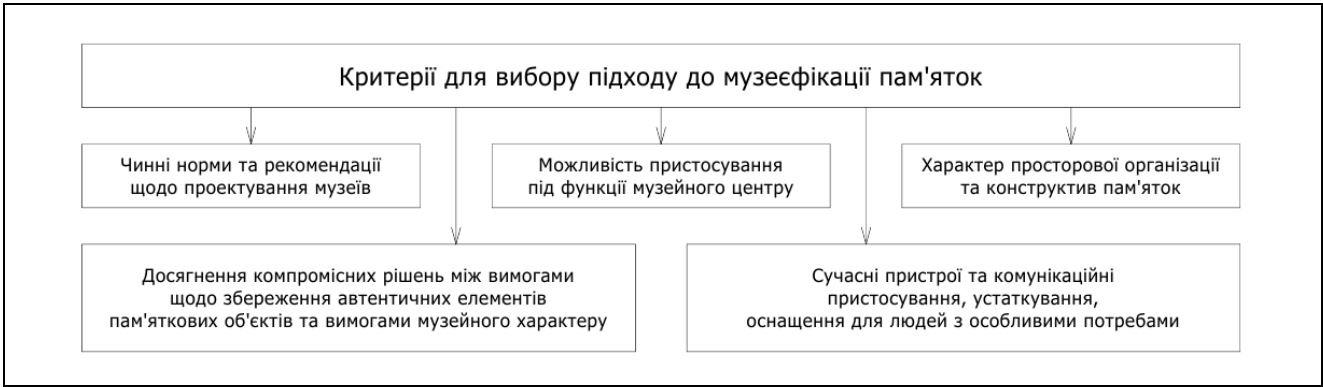 Критерії для вибору підходу до музеєфікації пам'яток
Чинні норми та рекомендації
щодо проектування музеїв
Можливість пристосування
під функції музейного центру
Характер просторової організації
та конструктив пам'яток
Досягнення компромісних рішень між вимогами
щодо збереження автентичних елементів
пам'яткових об'єктів та вимогами музейного характеру
Сучасні пристрої та комунікаційні
пристосування, устаткування,
оснащення для людей з особливими потребами